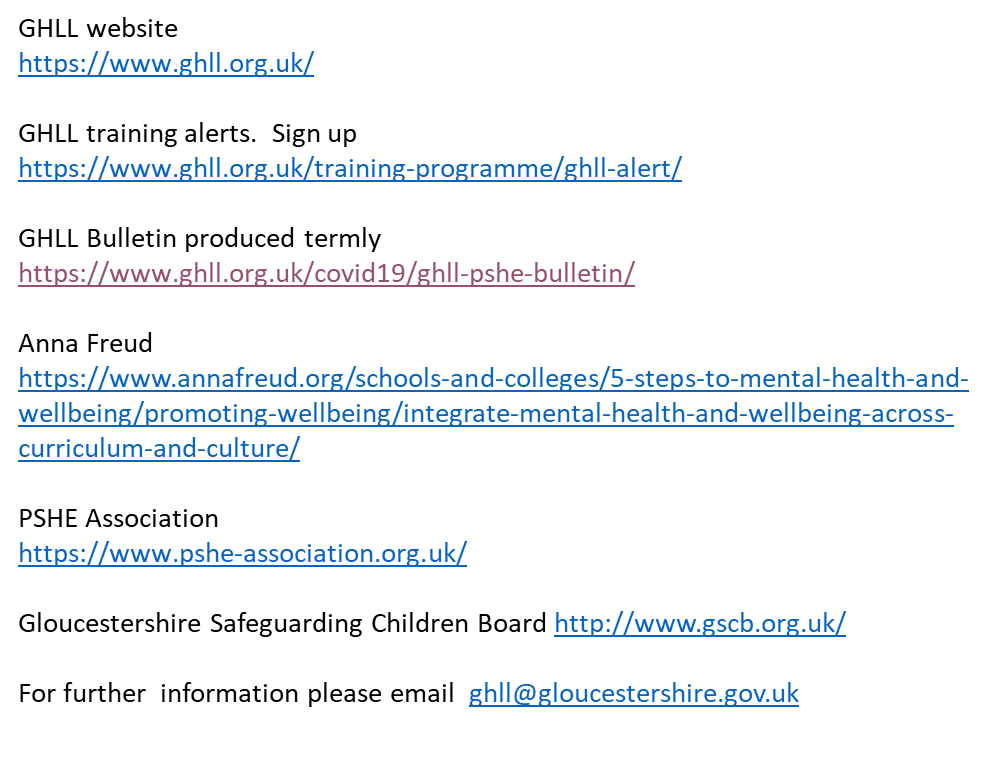 GHLL website
https://www.ghll.org.uk/
GHLL training alerts.  Sign up
https://www.ghll.org.uk/training-programme/ghll-alert/
GHLL Bulletin produced termly
https://www.ghll.org.uk/covid19/ghll-pshe-bulletin/
Anna Freud
https://www.annafreud.org/schools-and-colleges/5-steps-to-mental-health-and-
wellbeing/promoting-wellbeing/integrate-mental-health-and-wellbeing-across-
curriculum-and-culture/
PSHE Association
https://www.pshe-association.org.uk/
Gloucestershire Safeguarding Children Board http://www.gscb.org.uk/
For further  information please email  ghll@gloucestershire.gov.uk